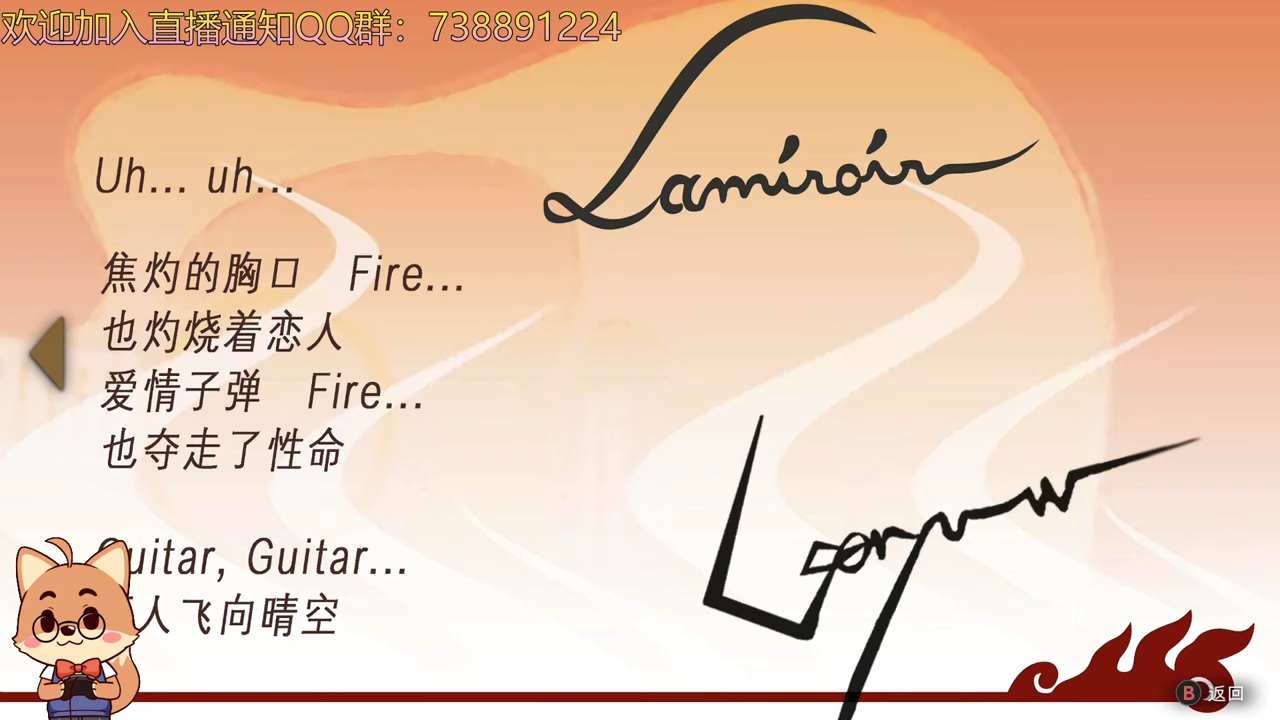 欢迎加入直播通知QQ群：738891224
Lamiroir
Uh... uh...
焦灼的胸口 Fire...
也灼烧着恋人
爱情子弹 Fire...
也夺走了性命
Guitar, Guitar...
人飞向晴空
B 返回